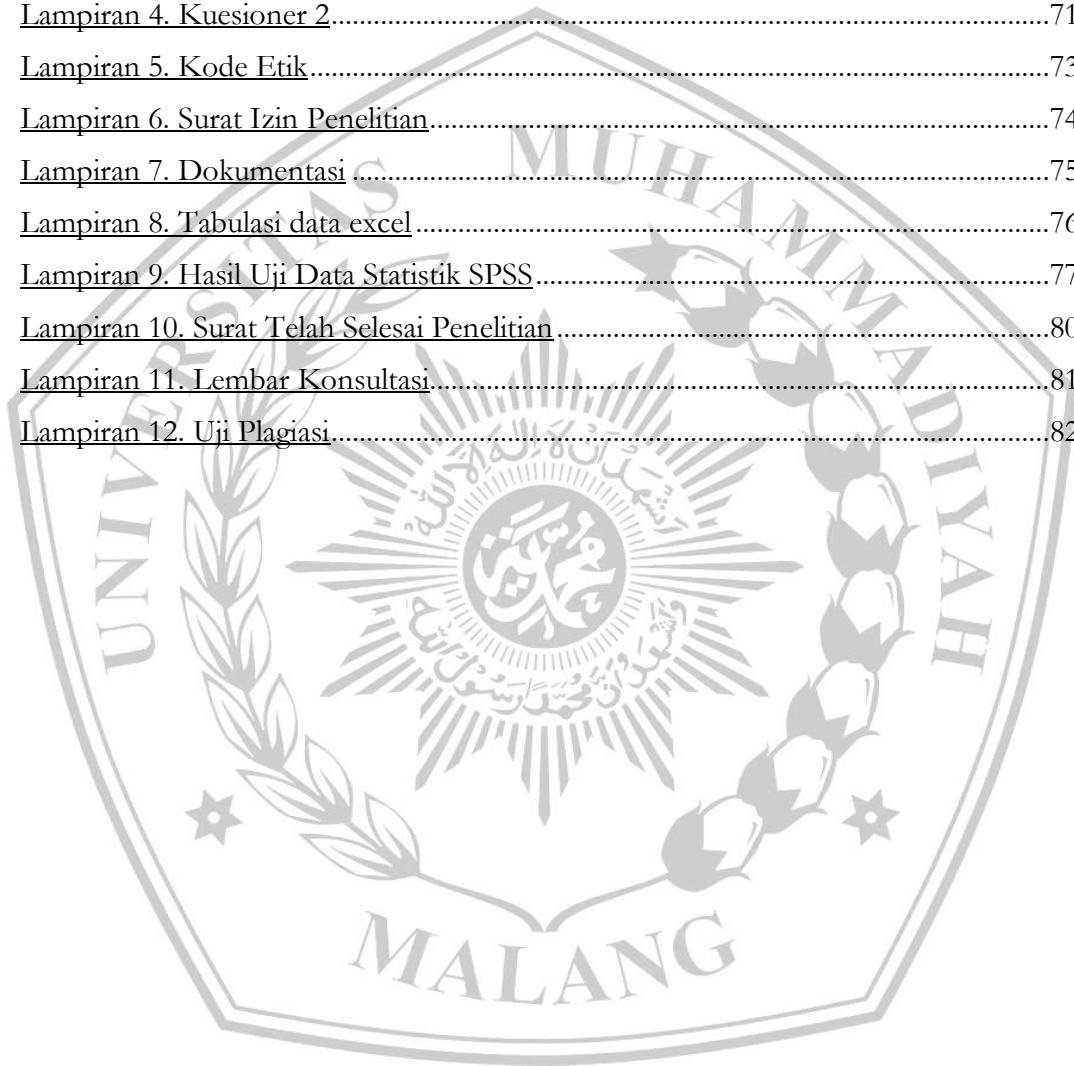 Lampiran 4. Kuesioner 2....................71
Lampiran 5. Kode Etik....................73
Lampiran 6. Surat Izin Penelitian....................74
Lampiran 7. Dokumentasi....................75
Lampiran 8. Tabulasi data excel....................76
Lampiran 9. Hasil Uji Data Statistik SPSS....................77
Lampiran 10. Surat Telah Selesai Penelitian....................80
Lampiran 11. Lembar Konsultasi....................81
Lampiran 12. Uji Plagiasi....................82
UNIVERSITAS MUHAMMADIYAH
MALANG